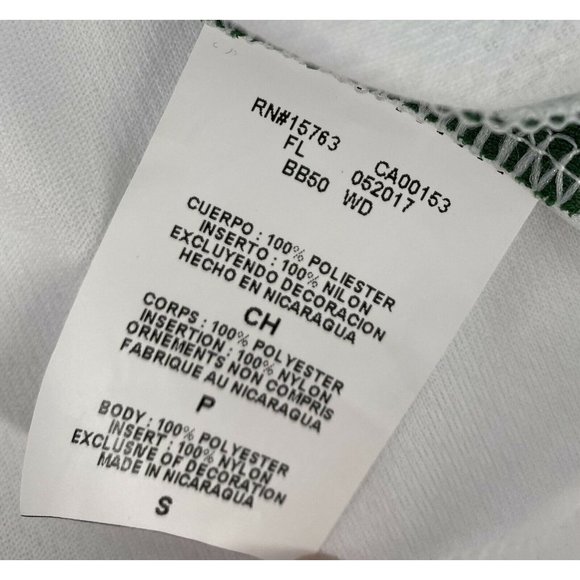 RN#15763 CA00153
FL 052017
BB50 WD
CUERPO : 100% POLIESTER
INSERTO : 100% NILON
EXCLUYENDO DECORACION
HECHO EN NICARAGUA
CH
CORPS : 100% POLYESTER
INSERTION : 100% NYLON
ORNEMENTS NON COMPRIS
FABRIQUE AU NICARAGUA
P
BODY : 100% POLYESTER
INSERT : 100% NYLON
EXCLUSIVE OF DECORATION
MADE IN NICARAGUA
S